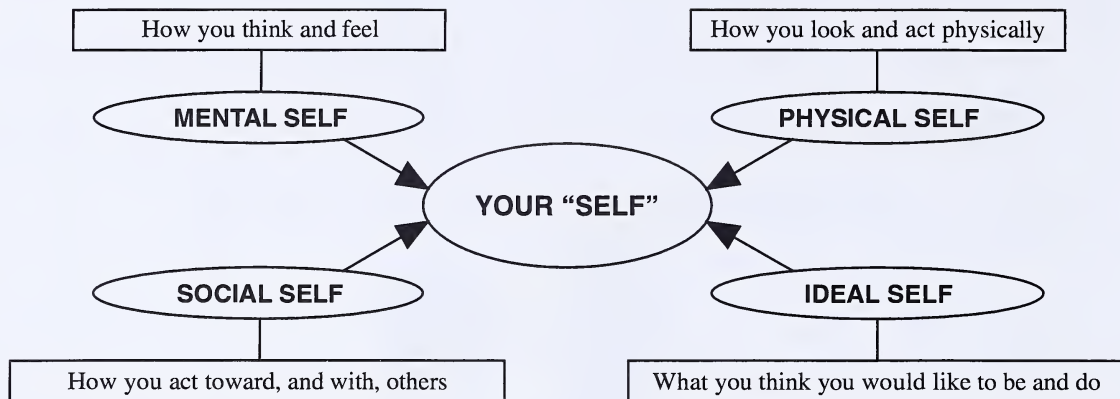 How you think and feel
How you look and act physically
MENTAL SELF
PHYSICAL SELF
YOUR “SELF”
SOCIAL SELF
IDEAL SELF
How you act toward, and with, others
What you think you would like to be and do